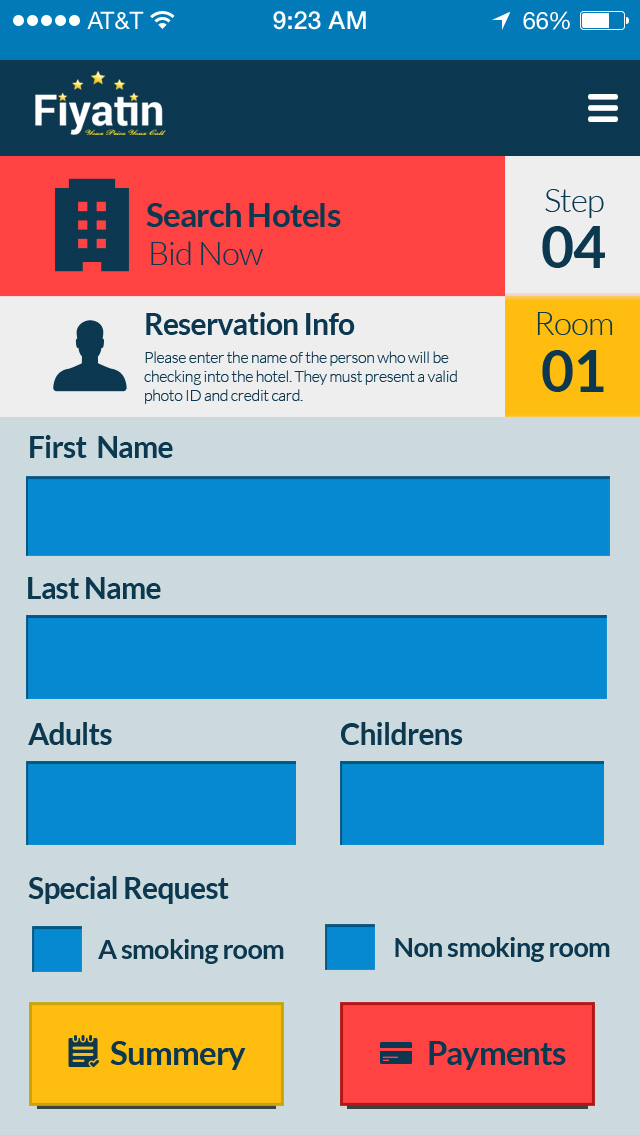 AT&T 9:23 AM 66%
Fiyatin
Your Price Your Call
Search Hotels
Bid Now
Step
04
Reservation Info
Please enter the name of the person who will be
checking into the hotel. They must present a valid
photo ID and credit card.
Room
01
First Name
Last Name
Adults Childrens
Special Request
A smoking room Non smoking room
Summery Payments